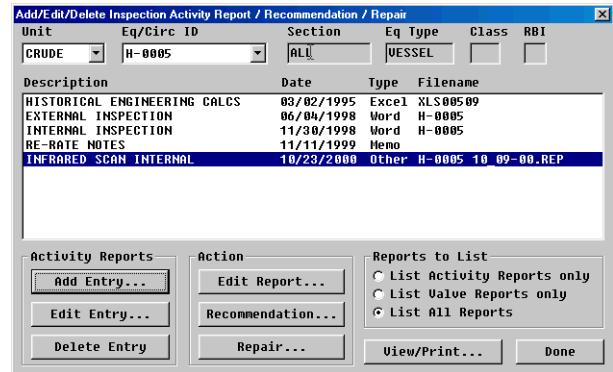 Add/Edit/Delete Inspection Activity Report / Recommendation / Repair
Unit Eq/Circ ID Section Eq Type Class RBI
CRUDE H-0005 ALL VESSEL
Description Date Type Filename
HISTORICAL ENGINEERING CALCS 03/02/1995 Excel XLS00509
EXTERNAL INSPECTION 06/04/1998 Word H-0005
INTERNAL INSPECTION 11/30/1998 Word H-0005
RE-RATE NOTES 11/11/1999 Memo
INFRARED SCAN INTERNAL 10/23/2000 Other H-0005 10_09-00.REP
Activity Reports Action Reports to List
Add Entry... Edit Report... List Activity Reports only
List Valve Reports only
Edit Entry... Recommendation... List All Reports
Delete Entry Repair... View/Print... Done